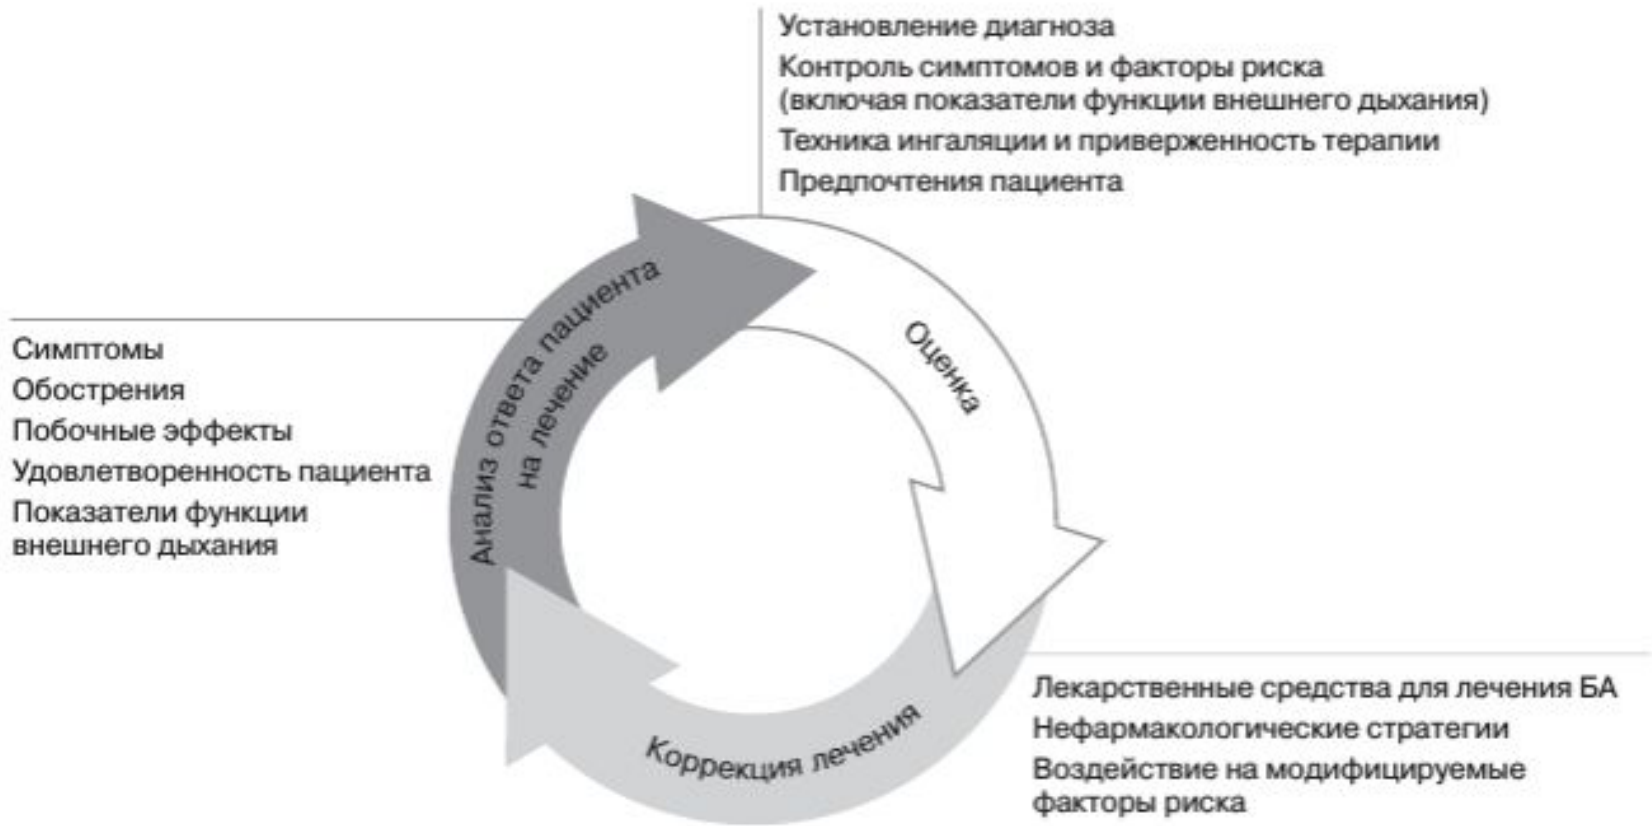 Установление диагноза
Контроль симптомов и факторы риска
(включая показатели функции внешнего дыхания)
Техника ингаляции и приверженность терапии
Предпочтения пациента
Оценка
Анализ ответа пациента
на лечение
Симптомы
Обострения
Побочные эффекты
Удовлетворенность пациента
Показатели функции
внешнего дыхания
Коррекция лечения
Лекарственные средства для лечения БА
Нефармакологические стратегии
Воздействие на модифицируемые
факторы риска